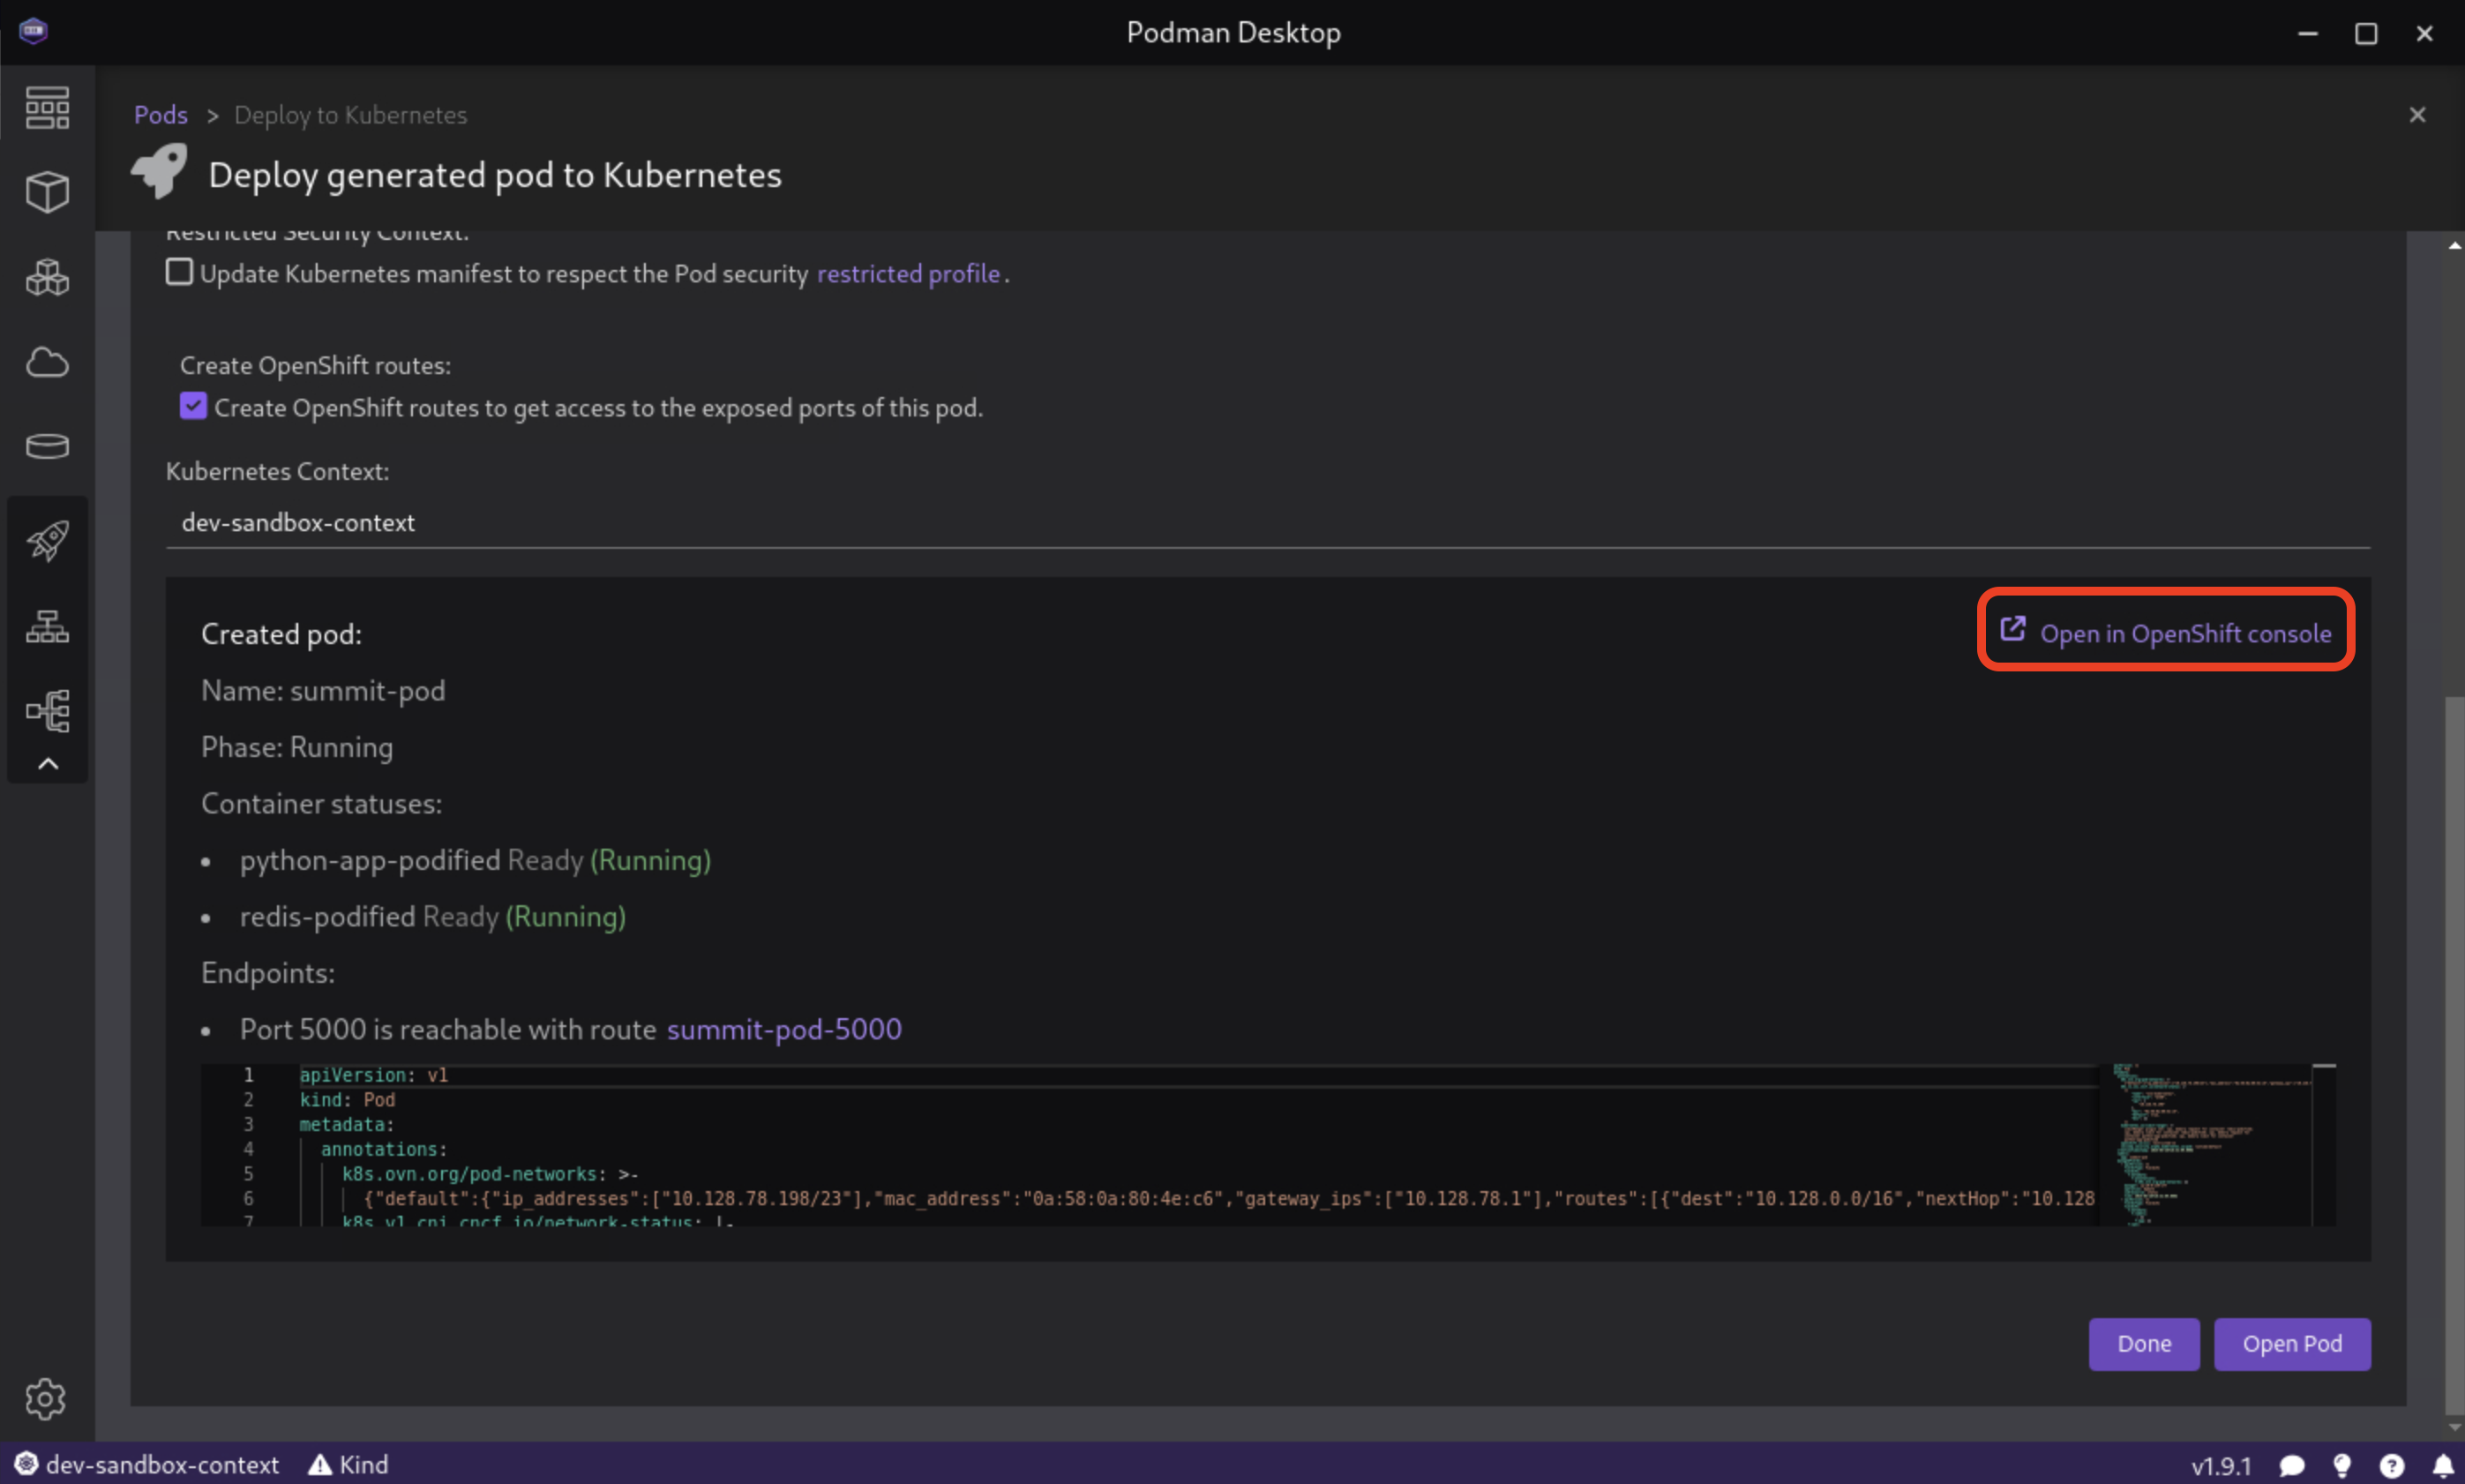 Podman Desktop
Pods > Deploy to Kubernetes
Deploy generated pod to Kubernetes
Restricted Security Context:
Update Kubernetes manifest to respect the Pod security restricted profile.
Create OpenShift routes:
Create OpenShift routes to get access to the exposed ports of this pod.
Kubernetes Context:
dev-sandbox-context
Created pod:
Open in OpenShift console
Name: summit-pod
Phase: Running
Container statuses:
• python-app-podified Ready (Running)
• redis-podified Ready (Running)
Endpoints:
• Port 5000 is reachable with route summit-pod-5000
1 apiVersion: v1
2 kind: Pod
3 metadata:
4 annotations:
5 k8s.ovn.org/pod-networks: >-
6 {"default":{"ip_addresses":["10.128.78.198/23"],"mac_address":"0a:58:0a:80:4e:c6","gateway_ips":["10.128.78.1"],"routes":[{"dest":"10.128.0.0/16","nextHop":"10.128
7 k8s.v1.cni.cncf.io/network-status: |-
Done
Open Pod
dev-sandbox-context
Kind
v1.9.1